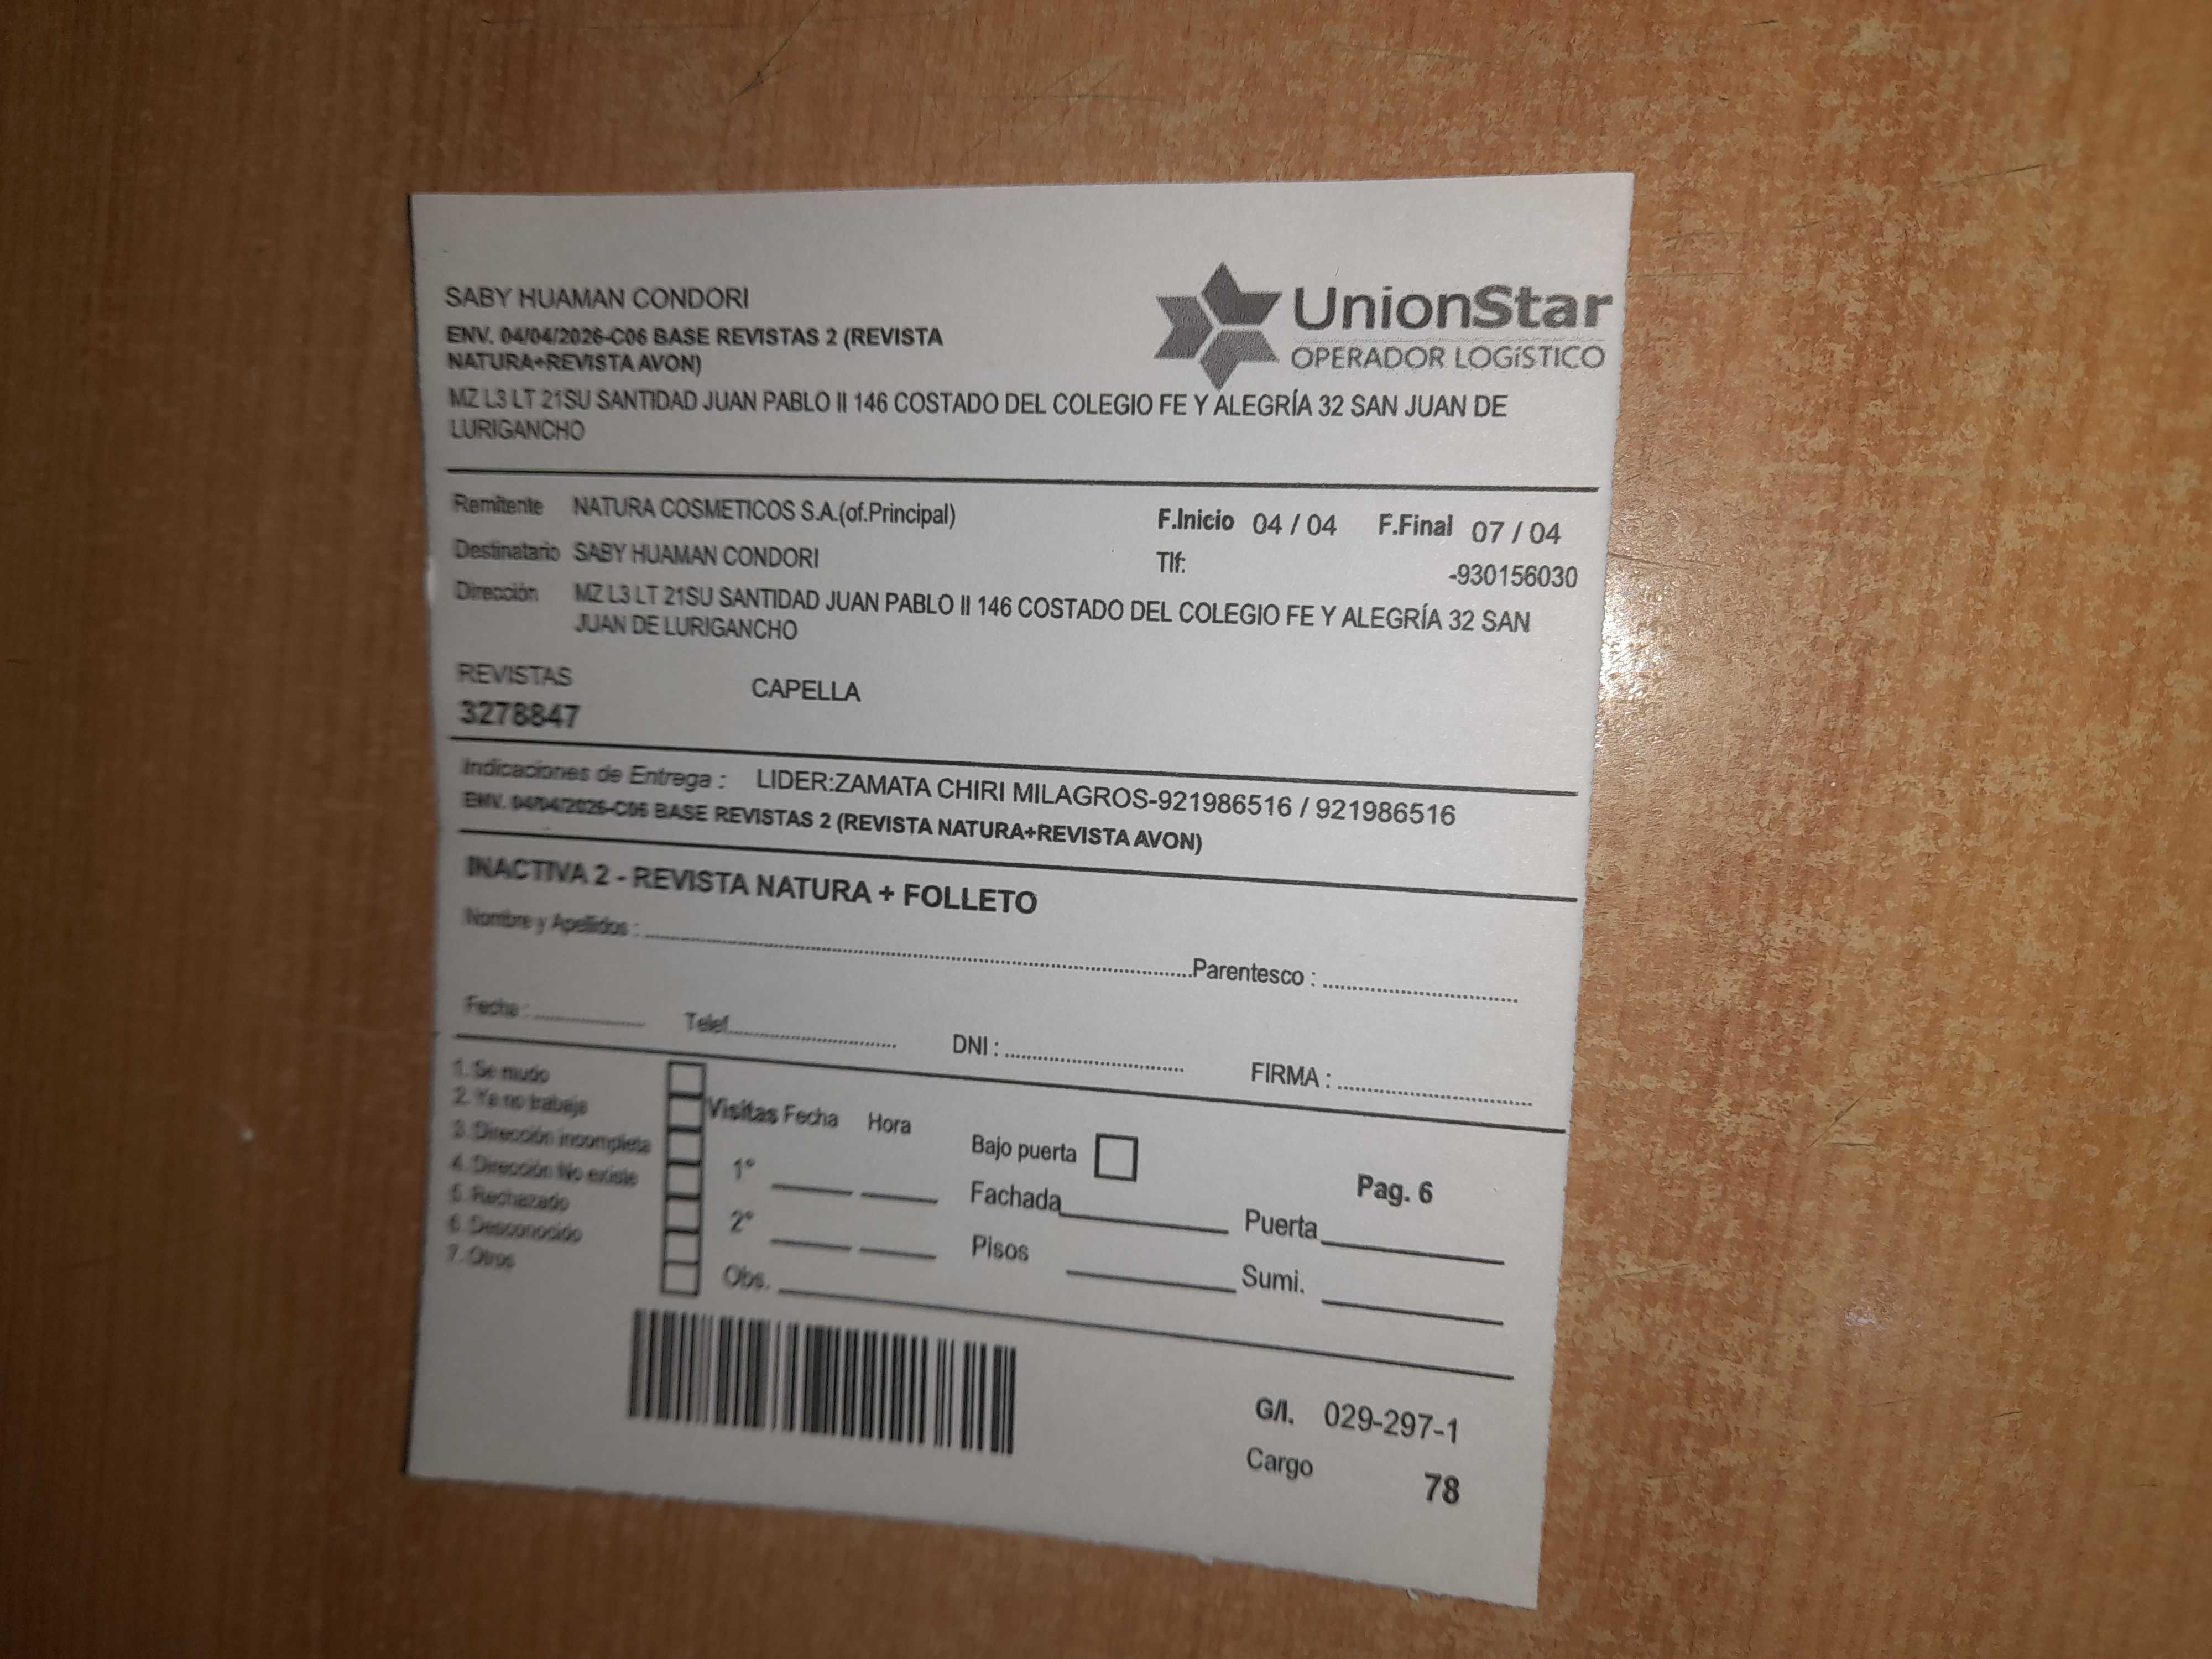 SABY HUAMAN CONDORI
UnionStar
OPERADOR LOGíSTICO
ENV. 04/04/2026-C06 BASE REVISTAS 2 (REVISTA
NATURA+REVISTA AVON)
MZ L3 LT 21SU SANTIDAD JUAN PABLO II 146 COSTADO DEL COLEGIO FE Y ALEGRÍA 32 SAN JUAN DE
LURIGANCHO
Remitente NATURA COSMETICOS S.A.(of.Principal) F.Inicio 04 / 04 F.Final 07 / 04
Destinatario SABY HUAMAN CONDORI Tlf: -930156030
Dirección MZ L3 LT 21SU SANTIDAD JUAN PABLO II 146 COSTADO DEL COLEGIO FE Y ALEGRÍA 32 SAN
JUAN DE LURIGANCHO
REVISTAS CAPELLA
3278847
Indicaciones de Entrega : LIDER:ZAMATA CHIRI MILAGROS-921986516 / 921986516
ENV. 04/04/2026-C06 BASE REVISTAS 2 (REVISTA NATURA+REVISTA AVON)
INACTIVA 2 - REVISTA NATURA + FOLLETO
Nombre y Apellidos : Parentesco :
Fecha : Telef. DNI : FIRMA :
1. Se mudo
2. Ya no trabaja
3. Dirección incompleta
4. Dirección No existe
5. Rechazado
6. Desconocido
7. Otros
Visitas Fecha Hora
1°
2°
Obs.
Bajo puerta
Pag. 6
Fachada Puerta
Pisos Sumi.
G/I. 029-297-1
Cargo 78